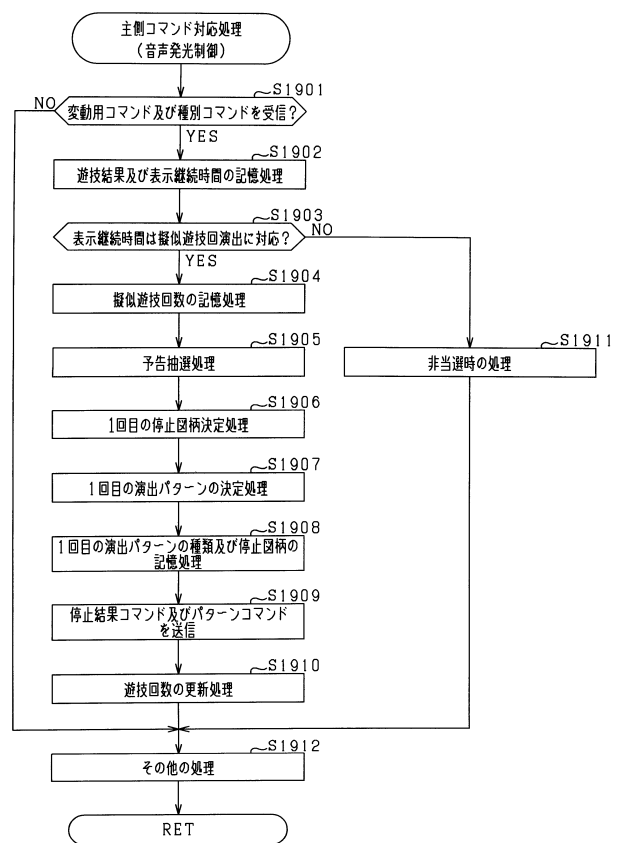 主側コマンド対応処理
(音声発光制御)
S1901
NO
変動用コマンド及び種別コマンドを受信?
YES
S1902
遊技結果及び表示継続時間の記憶処理
S1903
表示継続時間は擬似遊技回演出に対応?
NO
YES
S1904
擬似遊技回数の記憶処理
S1905
予告抽選処理
S1911
非当選時の処理
S1906
1回目の停止図柄決定処理
S1907
1回目の演出パターンの決定処理
S1908
1回目の演出パターンの種類及び停止図柄の
記憶処理
S1909
停止結果コマンド及びパターンコマンド
を送信
S1910
遊技回数の更新処理
S1912
その他の処理
RET